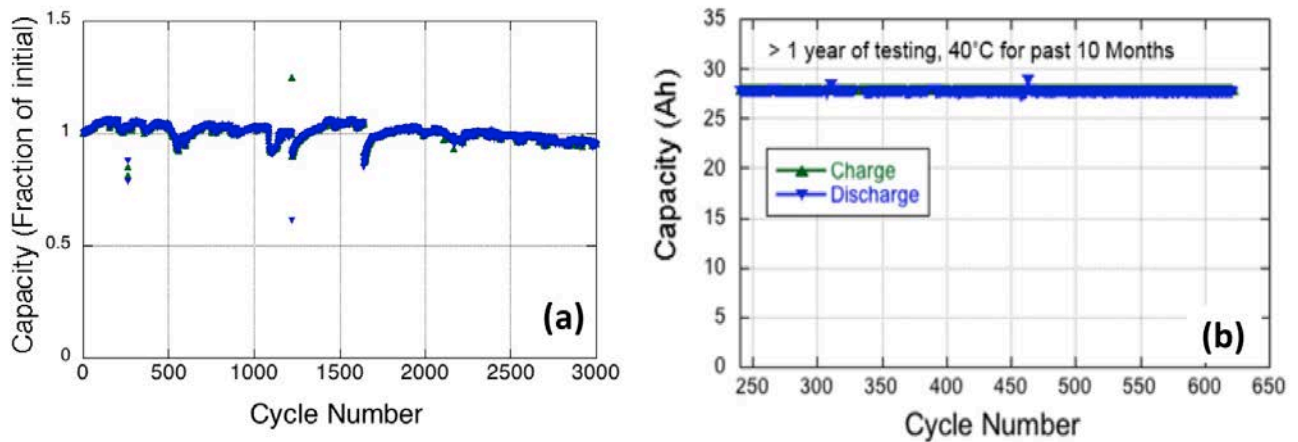 Capacity (Fraction of initial)
1.5
1
0.5
0
0 500 1000 1500 2000 2500 3000
Cycle Number
(a)
Capacity (Ah)
35
30
25
20
15
10
5
0
250 300 350 400 450 500 550 600 650
Cycle Number
> 1 year of testing, 40°C for past 10 Months
Charge
Discharge
(b)